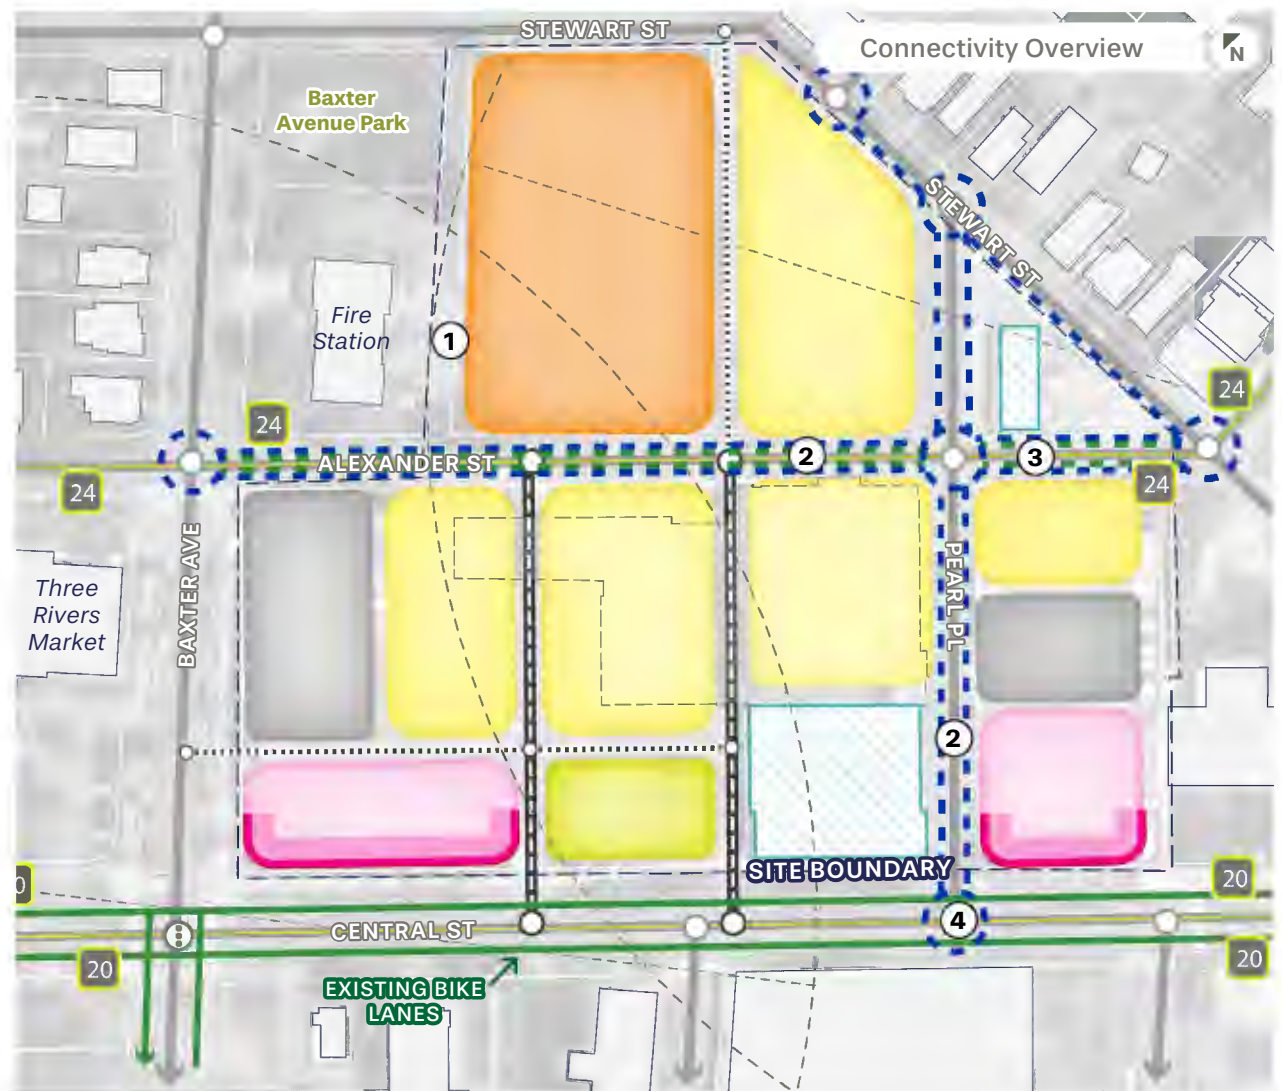 STEWART ST
Connectivity Overview
N
Baxter
Avenue Park
STEWART ST
Fire
Station
1
24
24
ALEXANDER ST
2
3
24
24
BAXTER AVE
PEARL PL
Three
Rivers
Market
2
SITE BOUNDARY
0
20
4
CENTRAL ST
20
20
EXISTING BIKE
LANES